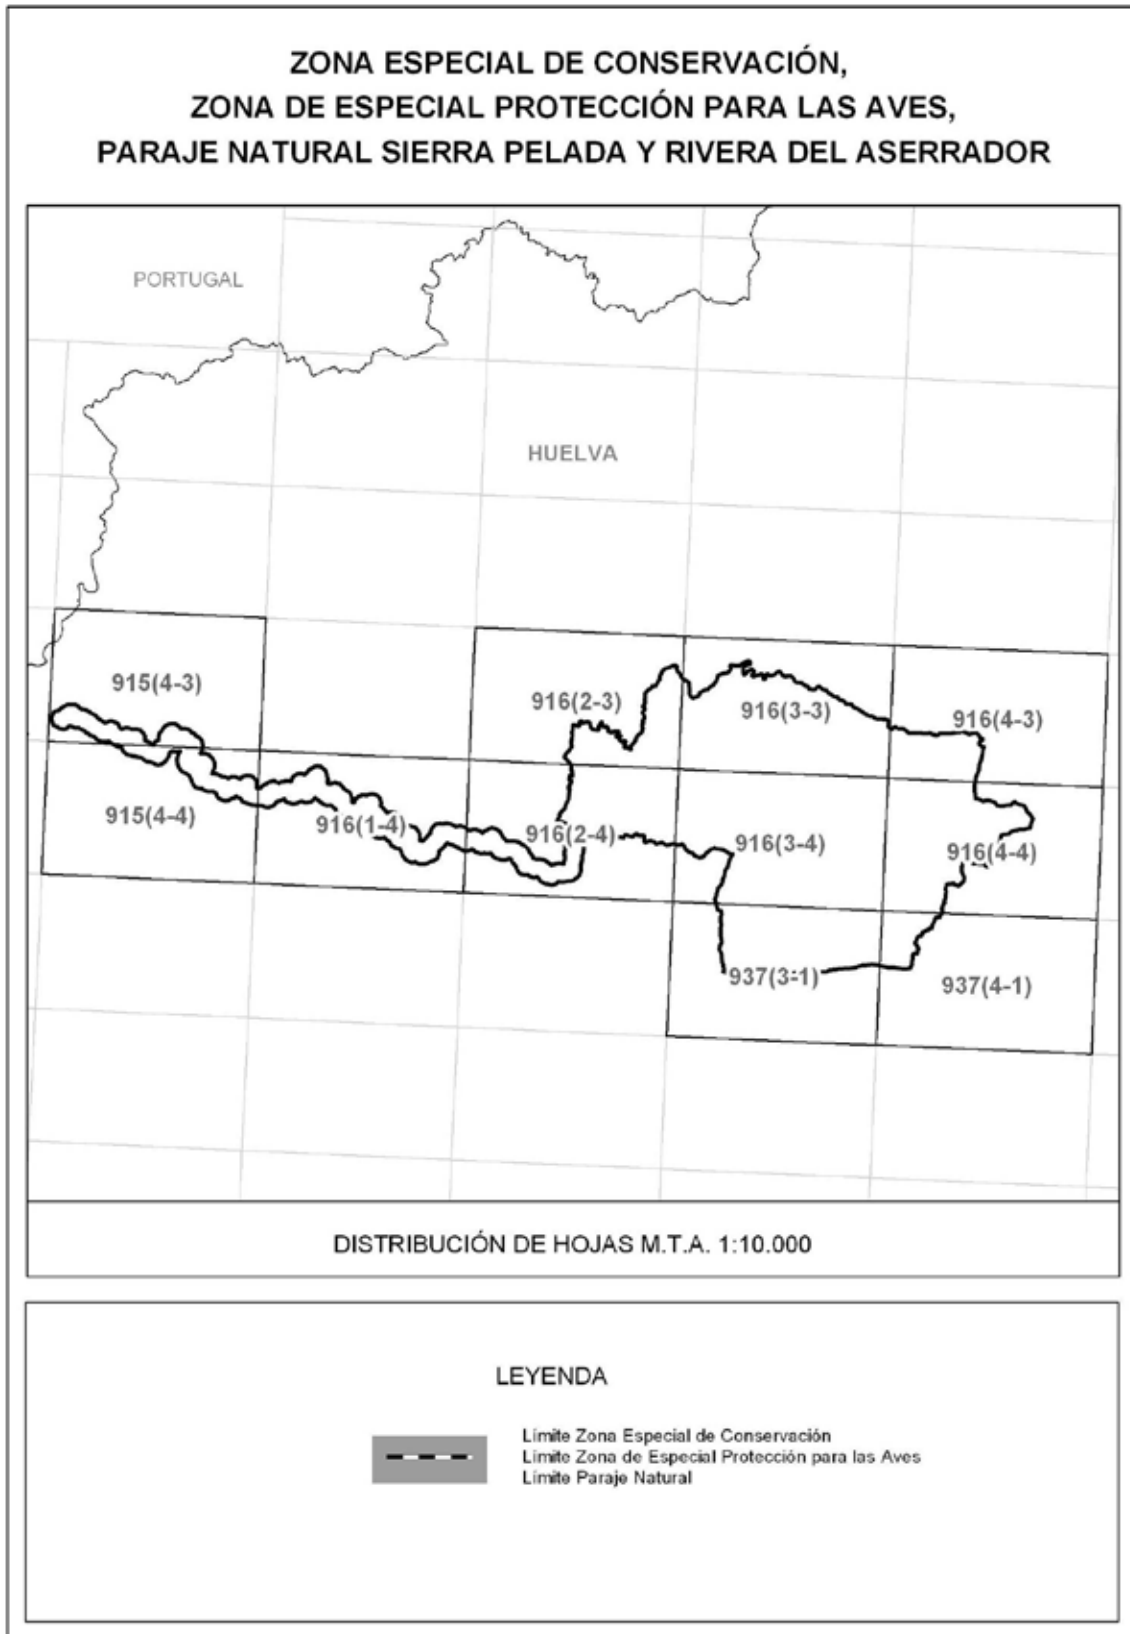 ZONA ESPECIAL DE CONSERVACIÓN,
ZONA DE ESPECIAL PROTECCIÓN PARA LAS AVES,
PARAJE NATURAL SIERRA PELADA Y RIVERA DEL ASERRADOR
PORTUGAL
HUELVA
915(4-3)
916(2-3)
916(3-3)
916(4-3)
915(4-4)
916(1-4)
916(2-4)
916(3-4)
916(4-4)
937(3-1)
937(4-1)
DISTRIBUCIÓN DE HOJAS M.T.A. 1:10.000
LEYENDA
Límite Zona Especial de Conservación
Límite Zona de Especial Protección para las Aves
Límite Paraje Natural